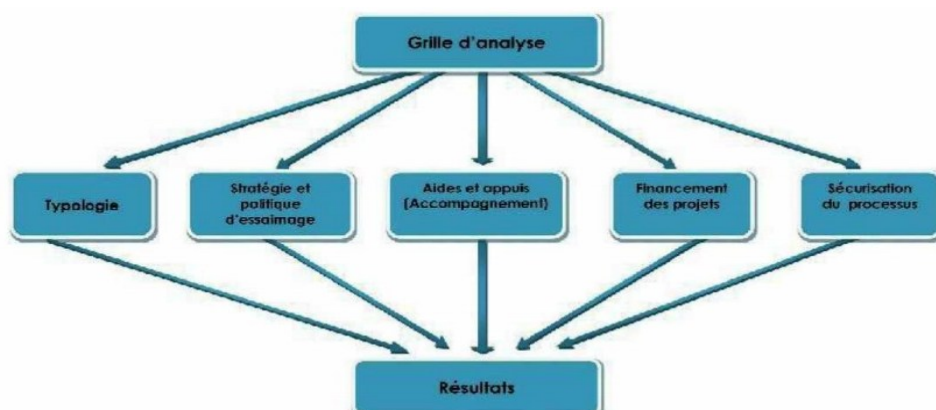 Grille d'analyse
Typologie
Stratégie et
politique
d'essaimage
Aides et appuis
(Accompagnement)
Financement
des projets
Sécurisation
du processus
Résultats